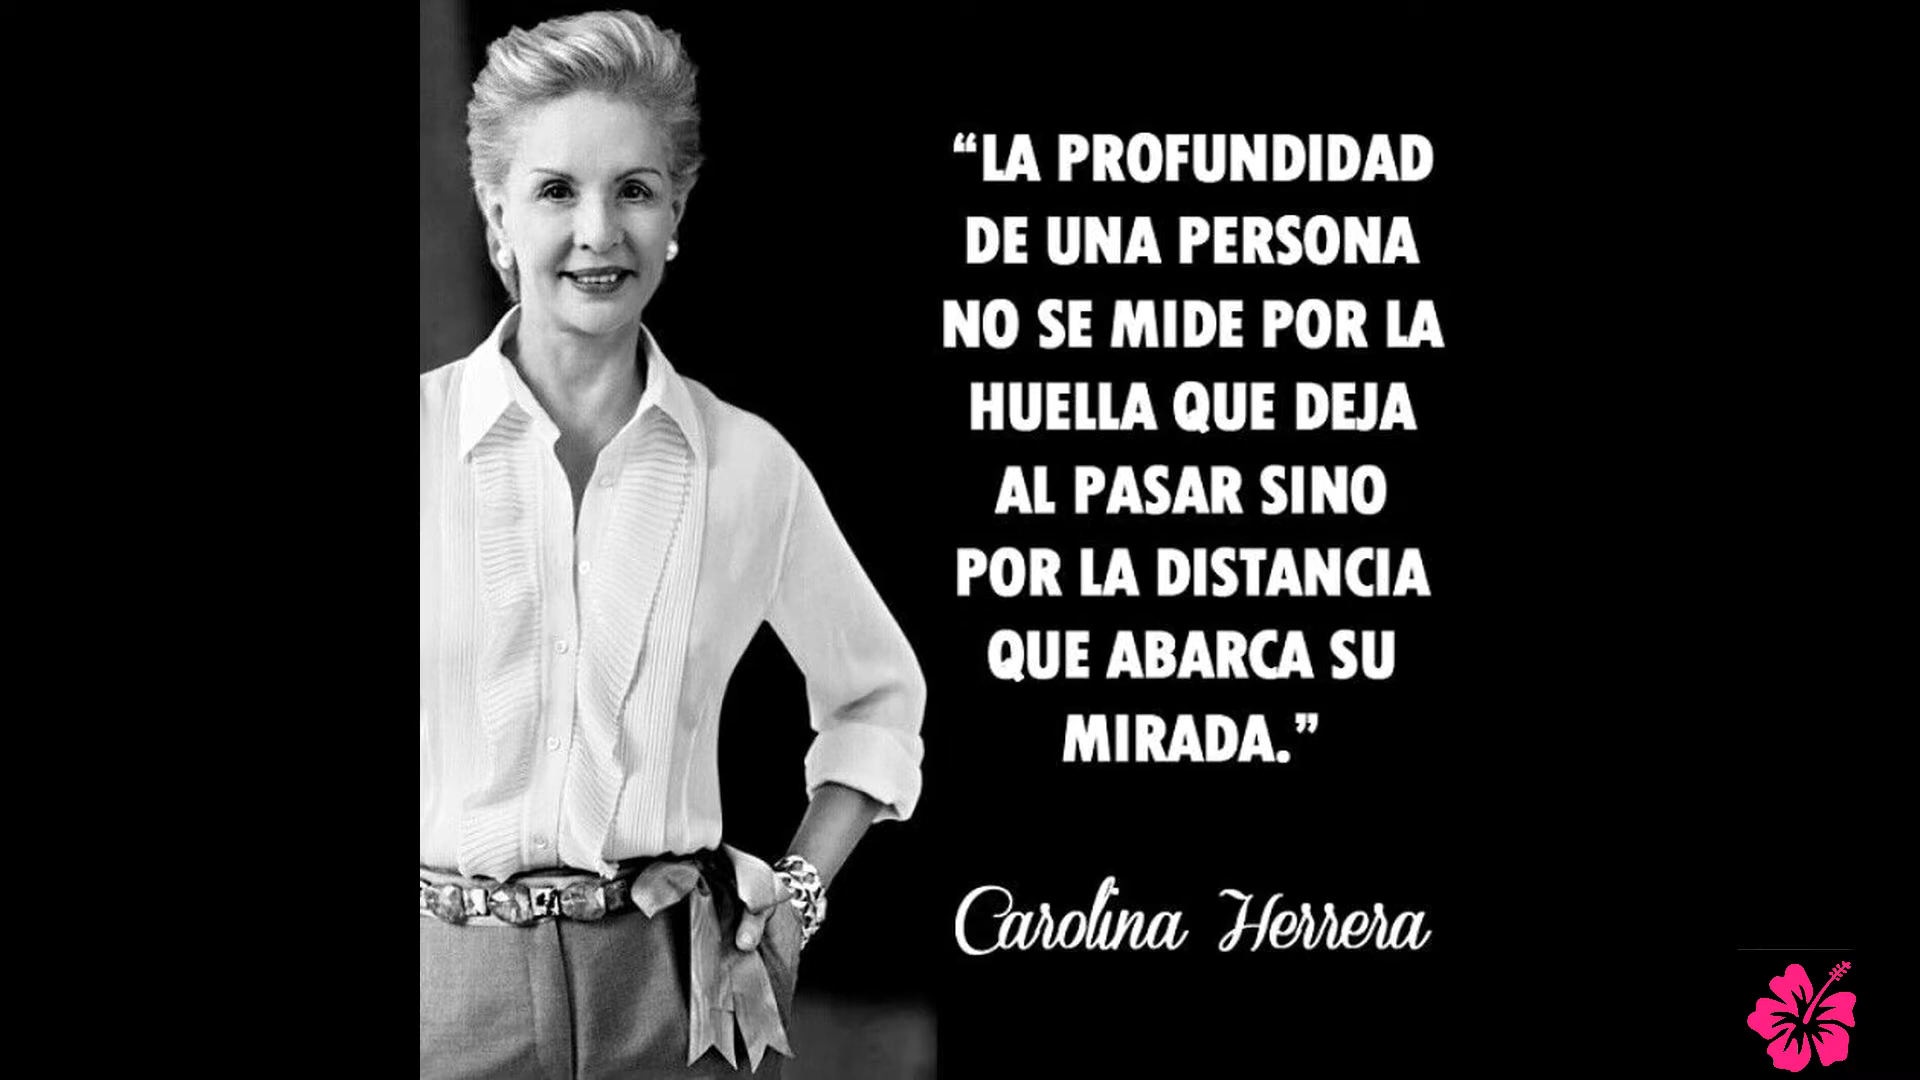 “LA PROFUNDIDAD
DE UNA PERSONA
NO SE MIDE POR LA
HUELLA QUE DEJA
AL PASAR SINO
POR LA DISTANCIA
QUE ABARCA SU
MIRADA.”
Carolina Herrera